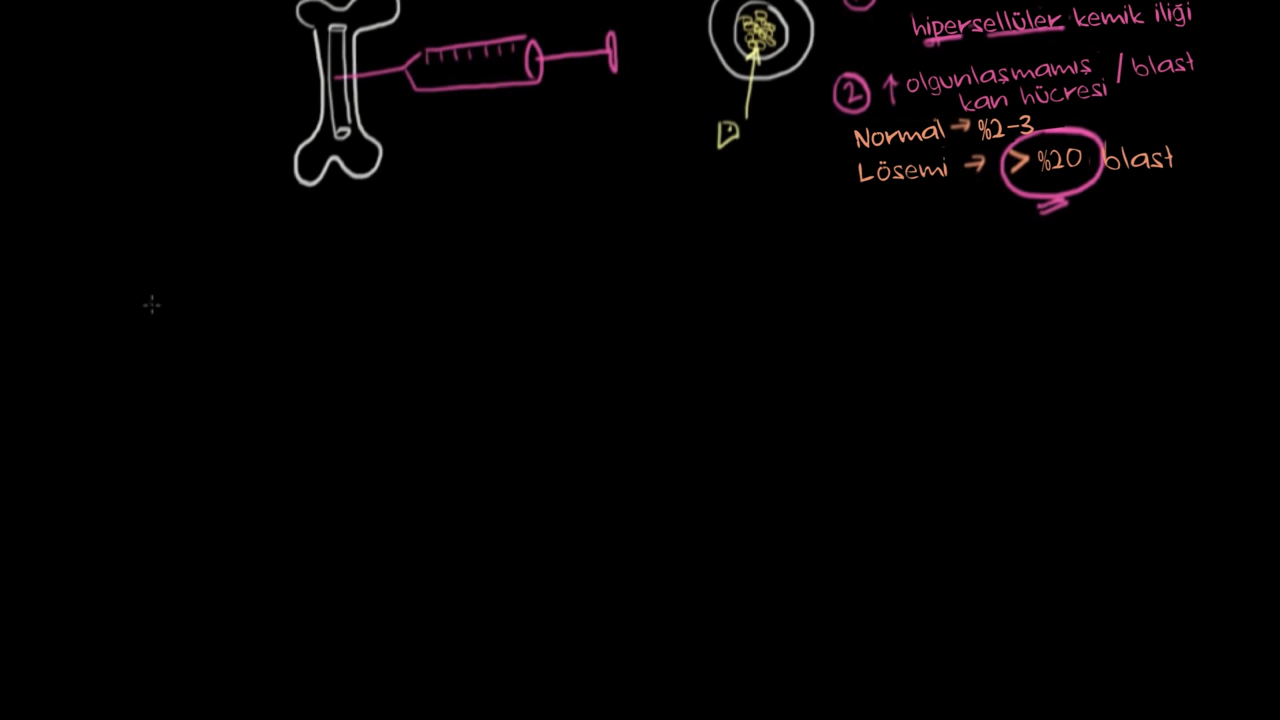 hipersellüler kemik iliği
2 ↑ olgunlaşmamış / blast
kan hücresi
Normal → %2-3
Lösemi → > %20 blast